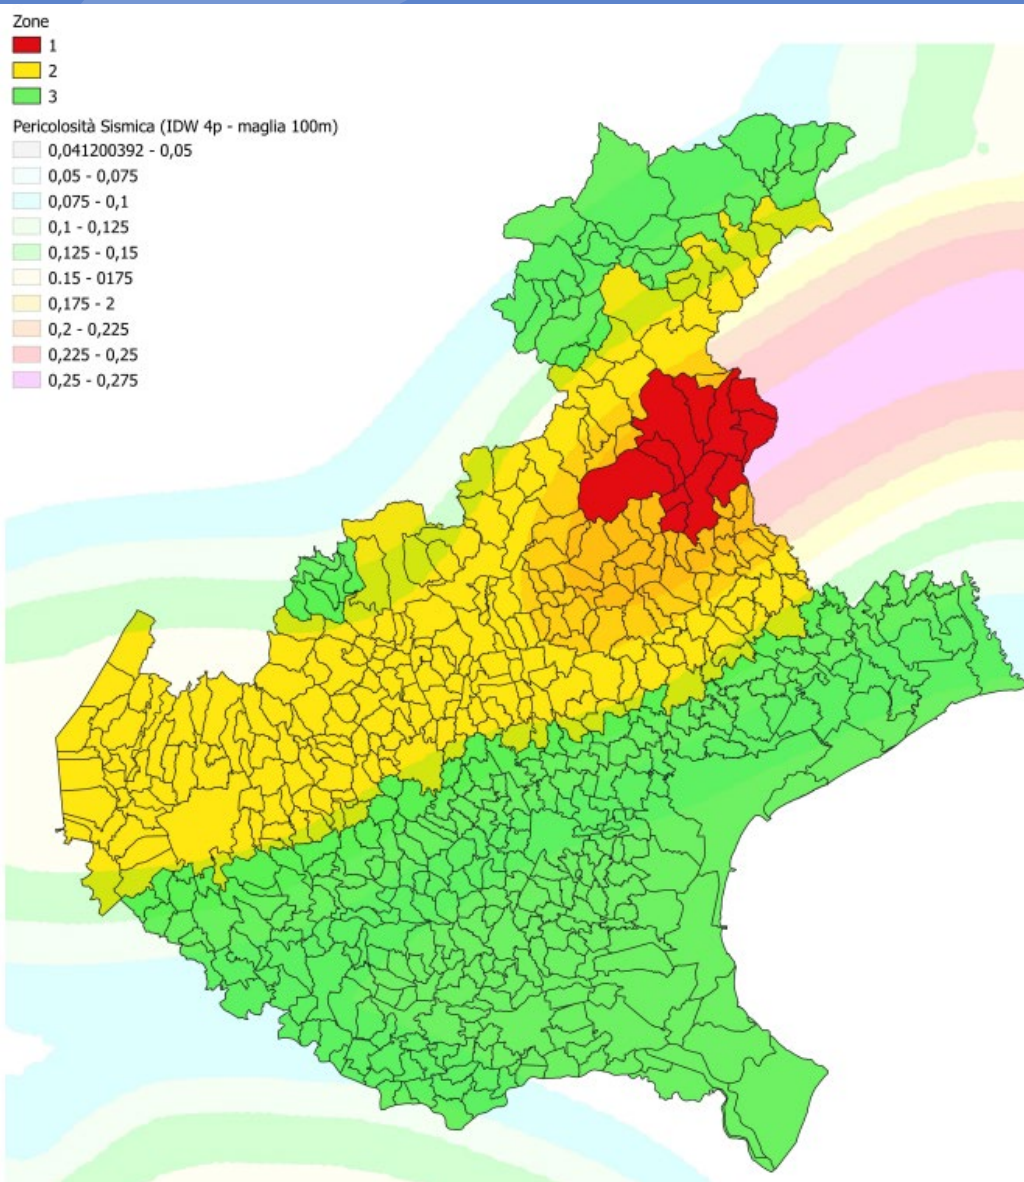 Zone
1
2
3
Pericolosità Sismica (IDW 4p - maglia 100m)
0,041200392 - 0,05
0,05 - 0,075
0,075 - 0,1
0,1 - 0,125
0,125 - 0,15
0.15 - 0175
0,175 - 2
0,2 - 0,225
0,225 - 0,25
0,25 - 0,275